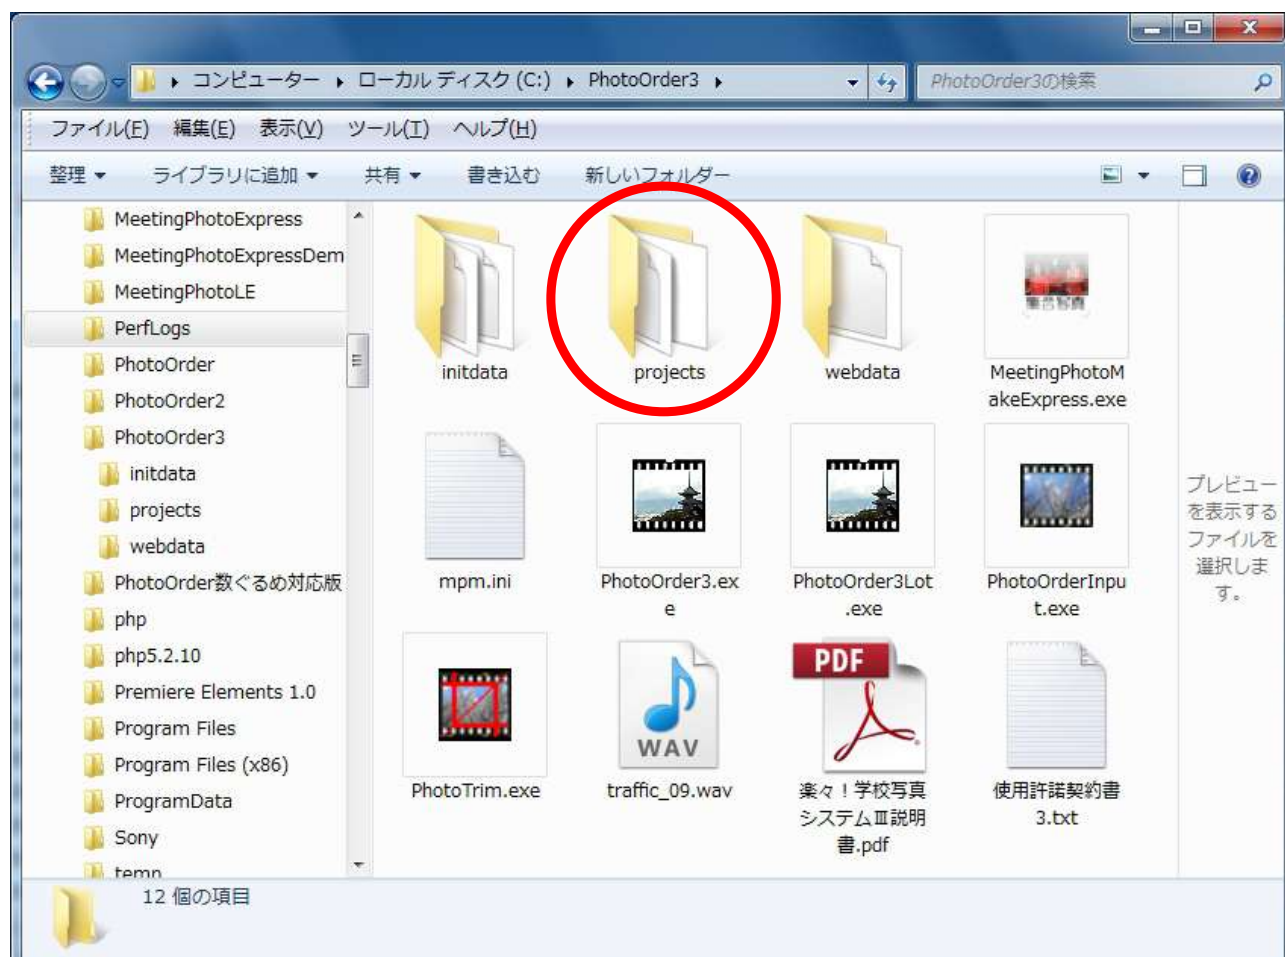 コンピューター ▸ ローカル ディスク (C:) ▸ PhotoOrder3 ▸
PhotoOrder3の検索
ファイル(F) 編集(E) 表示(V) ツール(T) ヘルプ(H)
整理 ライブラリに追加 共有 書き込む 新しいフォルダー
MeetingPhotoExpress
MeetingPhotoExpressDem
MeetingPhotoLE
PerfLogs
PhotoOrder
PhotoOrder2
PhotoOrder3
initdata
projects
webdata
PhotoOrder数ぐるめ対応版
php
php5.2.10
Premiere Elements 1.0
Program Files
Program Files (x86)
ProgramData
Sony
temp
initdata
projects
webdata
集合写真
MeetingPhotoM
akeExpress.exe
mpm.ini
PhotoOrder3.ex
e
PhotoOrder3Lot
.exe
PhotoOrderInpu
t.exe
PhotoTrim.exe
WAV
traffic_09.wav
PDF
楽々！学校写真
システムⅢ説明
書.pdf
使用許諾契約書
3.txt
プレビュー
を表示する
ファイルを
選択しま
す。
12 個の項目